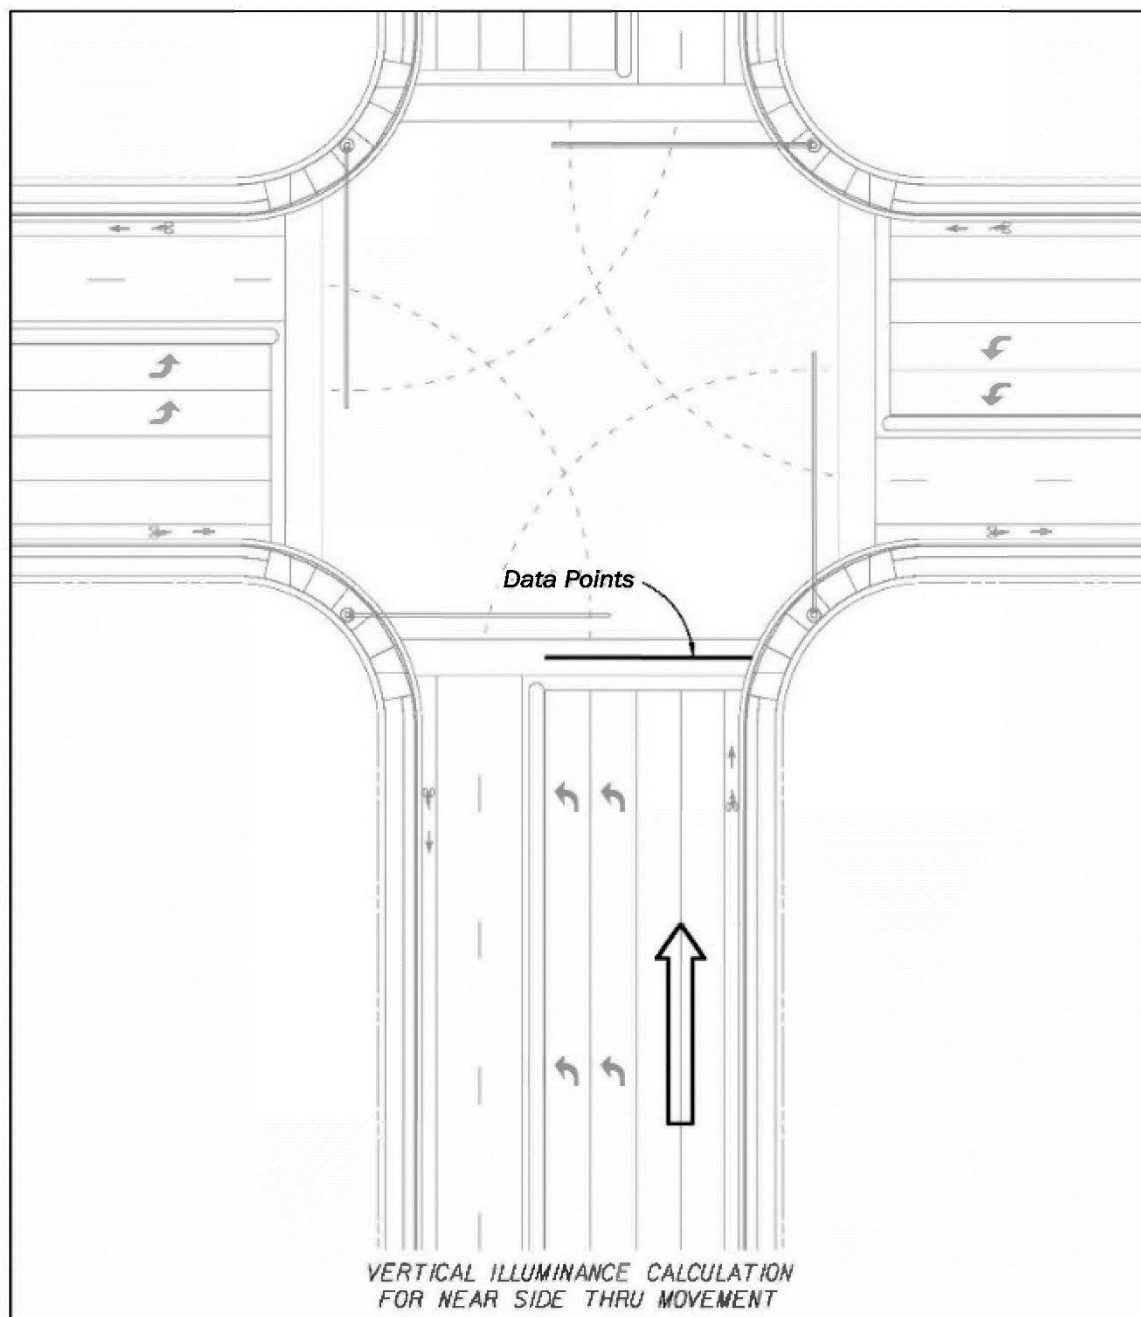 Data Points
VERTICAL ILLUMINANCE CALCULATION
FOR NEAR SIDE THRU MOVEMENT